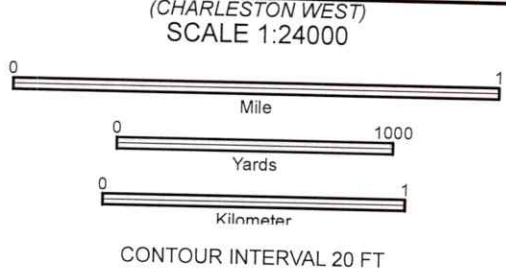 (CHARLESTON WEST)
SCALE 1:24000
0 1
Mile
0 1000
Yards
0 1
Kilometer
CONTOUR INTERVAL 20 FT